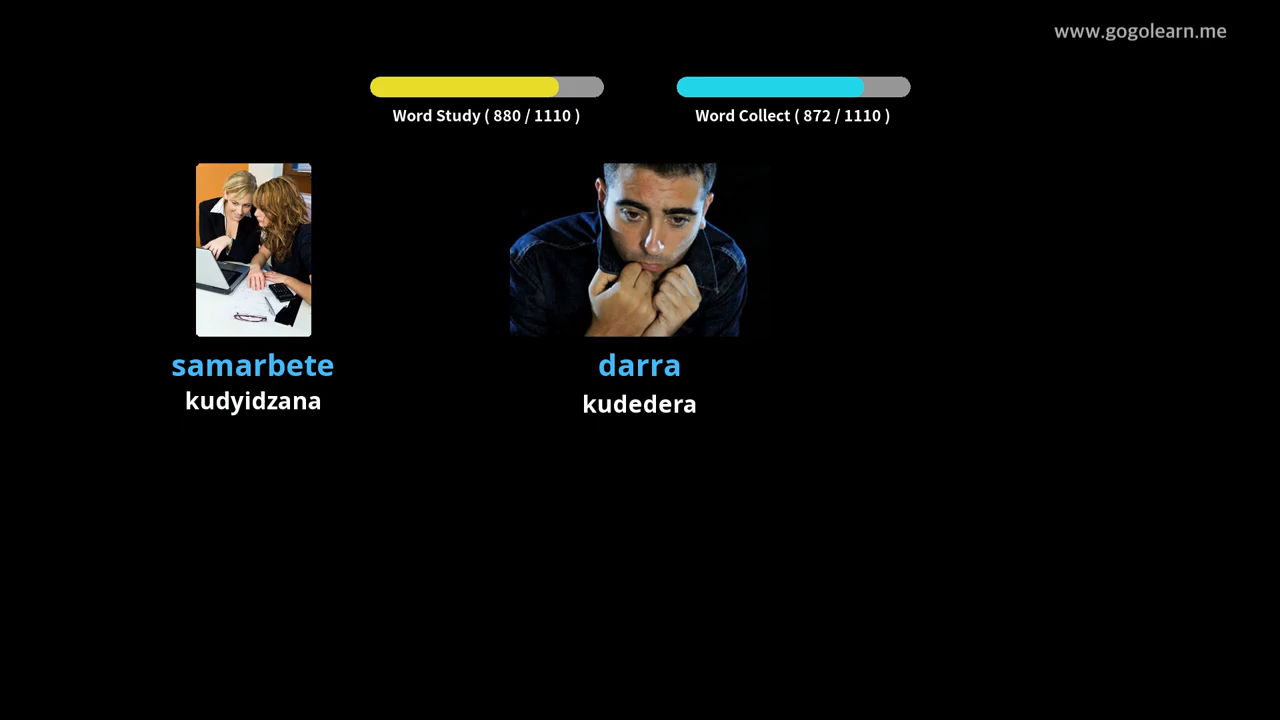 www.gogolearn.me
Word Study ( 880 / 1110 )
Word Collect ( 872 / 1110 )
samarbete
kudyidzana
darra
kudedera